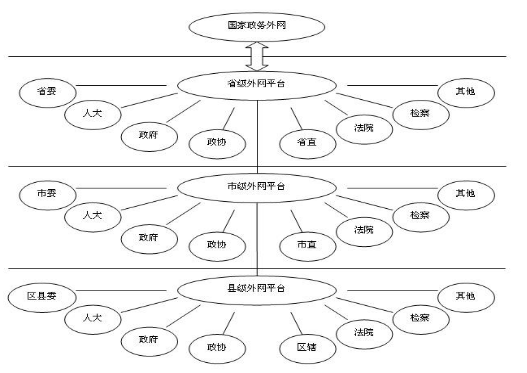 国家政务外网
省级外网平台
省委
人大
政府
政协
省直
法院
检察
其他
市级外网平台
市委
人大
政府
政协
市直
法院
检察
其他
县级外网平台
区县委
人大
政府
政协
区辖
法院
检察
其他